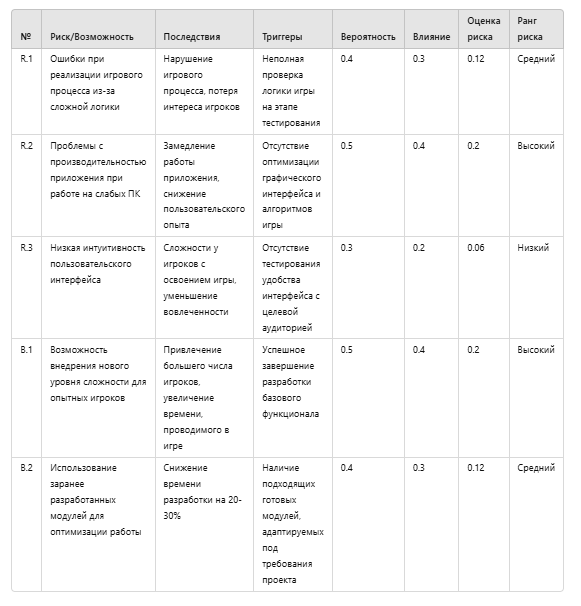 № Риск/Возможность Последствия Триггеры Вероятность Влияние Оценка риска Ранг риска
R.1 Ошибки при Нарушение Неполная 0.4 0.3 0.12 Средний
реализации игрового игрового проверка
процесса из-за процесса, потеря логики игры
сложной логики интереса игроков на этапе
тестирования
R.2 Проблемы с Замедление Отсутствие 0.5 0.4 0.2 Высокий
производительностью работы оптимизации
приложения при приложения, графического
работе на слабых ПК снижение интерфейса и
пользовательского алгоритмов
опыта игры
R.3 Низкая интуитивность Сложности у Отсутствие 0.3 0.2 0.06 Низкий
пользовательского игроков с тестирования
интерфейса освоением игры, удобства
уменьшение интерфейса с
вовлеченности целевой
аудиторией
B.1 Возможность Привлечение Успешное 0.5 0.4 0.2 Высокий
внедрения нового большего числа завершение
уровня сложности для игроков, разработки
опытных игроков увеличение базового
времени, функционала
проводимого в
игре
B.2 Использование Снижение Наличие 0.4 0.3 0.12 Средний
заранее времени подходящих
разработанных разработки на 20- готовых
модулей для 30% модулей,
оптимизации работы адаптируемых
под
требования
проекта